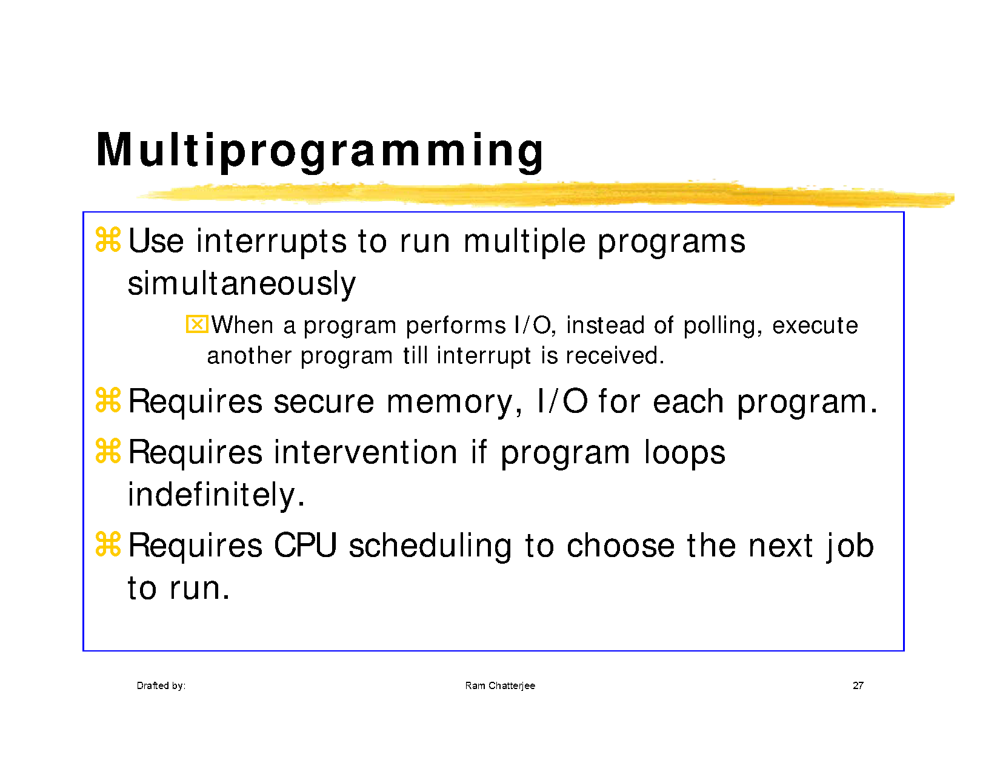 Multiprogramming
⌘Use interrupts to run multiple programs
simultaneously
⌧When a program performs I/O, instead of polling, execute
another program till interrupt is received.
⌘Requires secure memory, I/O for each program.
⌘Requires intervention if program loops
indefinitely.
⌘Requires CPU scheduling to choose the next job
to run.
Drafted by: Ram Chatterjee 27